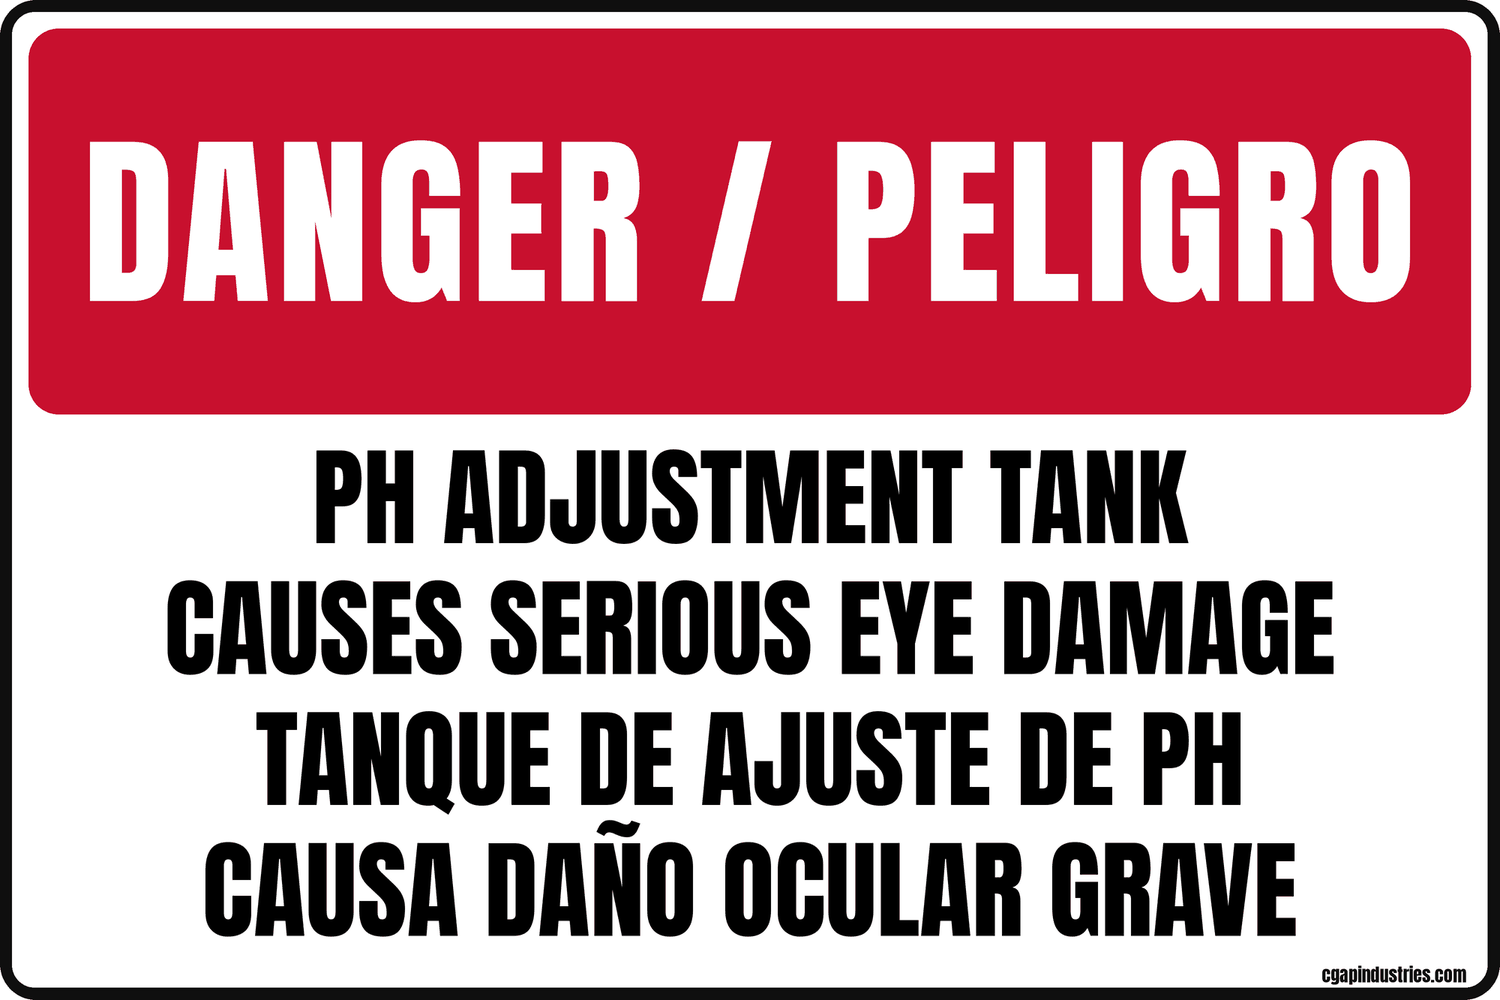 DANGER / PELIGRO
PH ADJUSTMENT TANK
CAUSES SERIOUS EYE DAMAGE
TANQUE DE AJUSTE DE PH
CAUSA DAÑO OCULAR GRAVE
cgapindustries.com